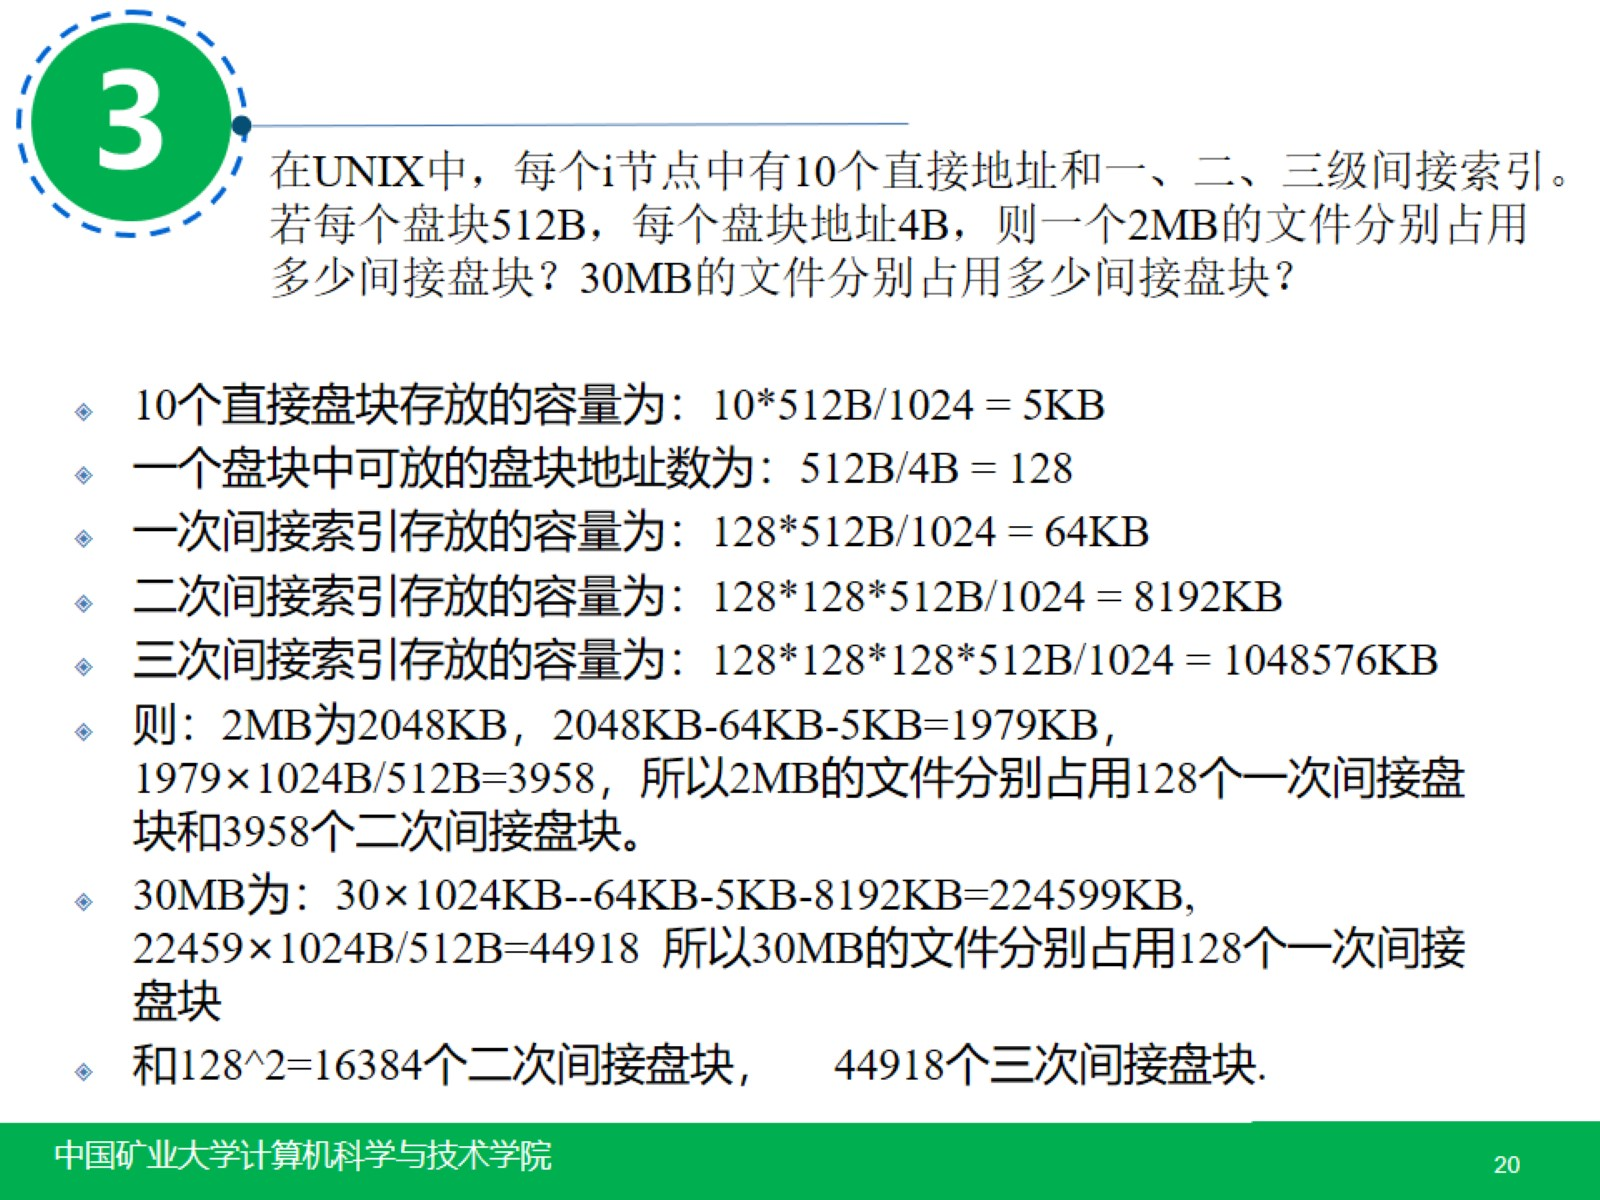 3
在UNIX中，每个i节点中有10个直接地址和一、二、三级间接索引。
若每个盘块512B，每个盘块地址4B，则一个2MB的文件分别占用
多少间接盘块？30MB的文件分别占用多少间接盘块？
10个直接盘块存放的容量为：10*512B/1024 = 5KB
一个盘块中可放的盘块地址数为：512B/4B = 128
一次间接索引存放的容量为：128*512B/1024 = 64KB
二次间接索引存放的容量为：128*128*512B/1024 = 8192KB
三次间接索引存放的容量为：128*128*128*512B/1024 = 1048576KB
则：2MB为2048KB，2048KB-64KB-5KB=1979KB，
1979×1024B/512B=3958，所以2MB的文件分别占用128个一次间接盘
块和3958个二次间接盘块。
30MB为：30×1024KB--64KB-5KB-8192KB=224599KB,
22459×1024B/512B=44918 所以30MB的文件分别占用128个一次间接
盘块
和128^2=16384个二次间接盘块， 44918个三次间接盘块.
中国矿业大学计算机科学与技术学院
20